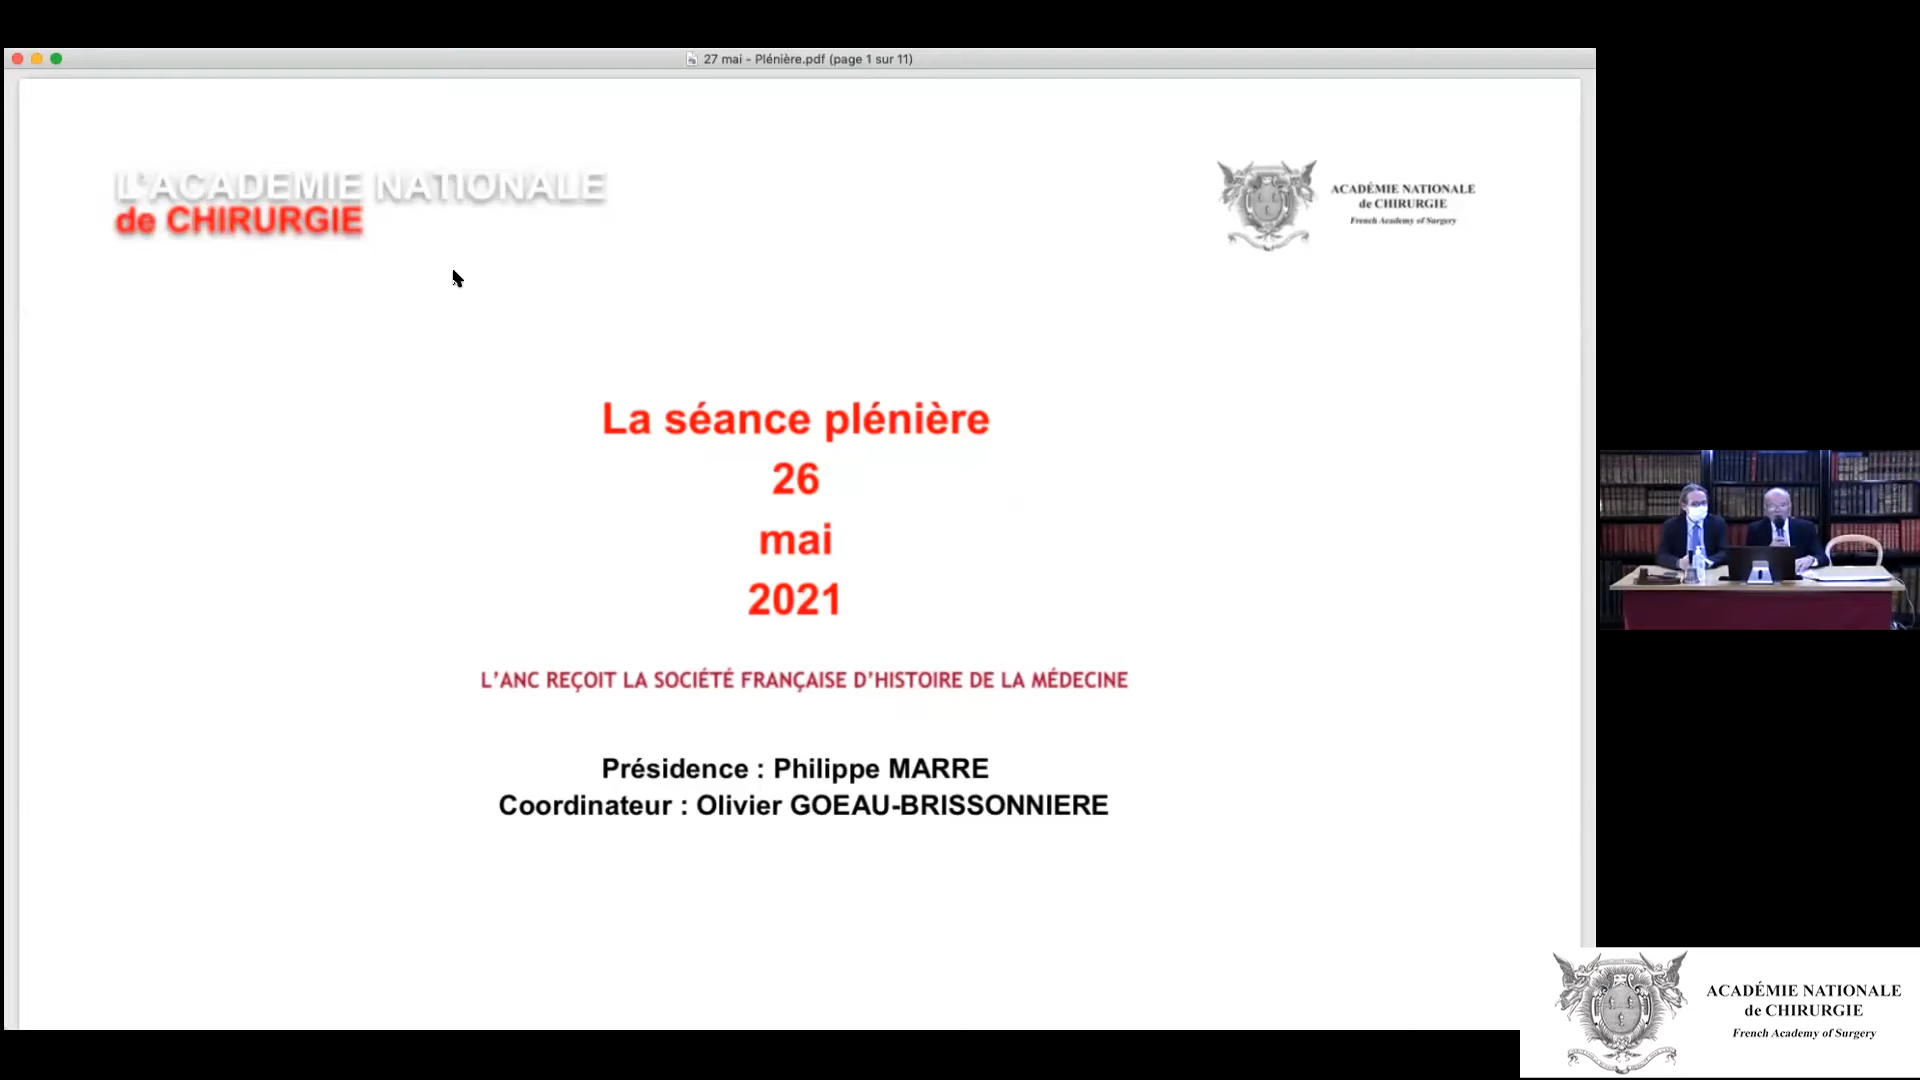 27 mai - Plénière.pdf (page 1 sur 11)
L'ACADEMIE NATIONALE
de CHIRURGIE
ACADÉMIE NATIONALE
de CHIRURGIE
French Academy of Surgery
La séance plénière
26
mai
2021
L'ANC REÇOIT LA SOCIÉTÉ FRANÇAISE D'HISTOIRE DE LA MÉDECINE
Présidence : Philippe MARRE
Coordinateur : Olivier GOEAU-BRISSONNIERE
ACADÉMIE NATIONALE
de CHIRURGIE
French Academy of Surgery